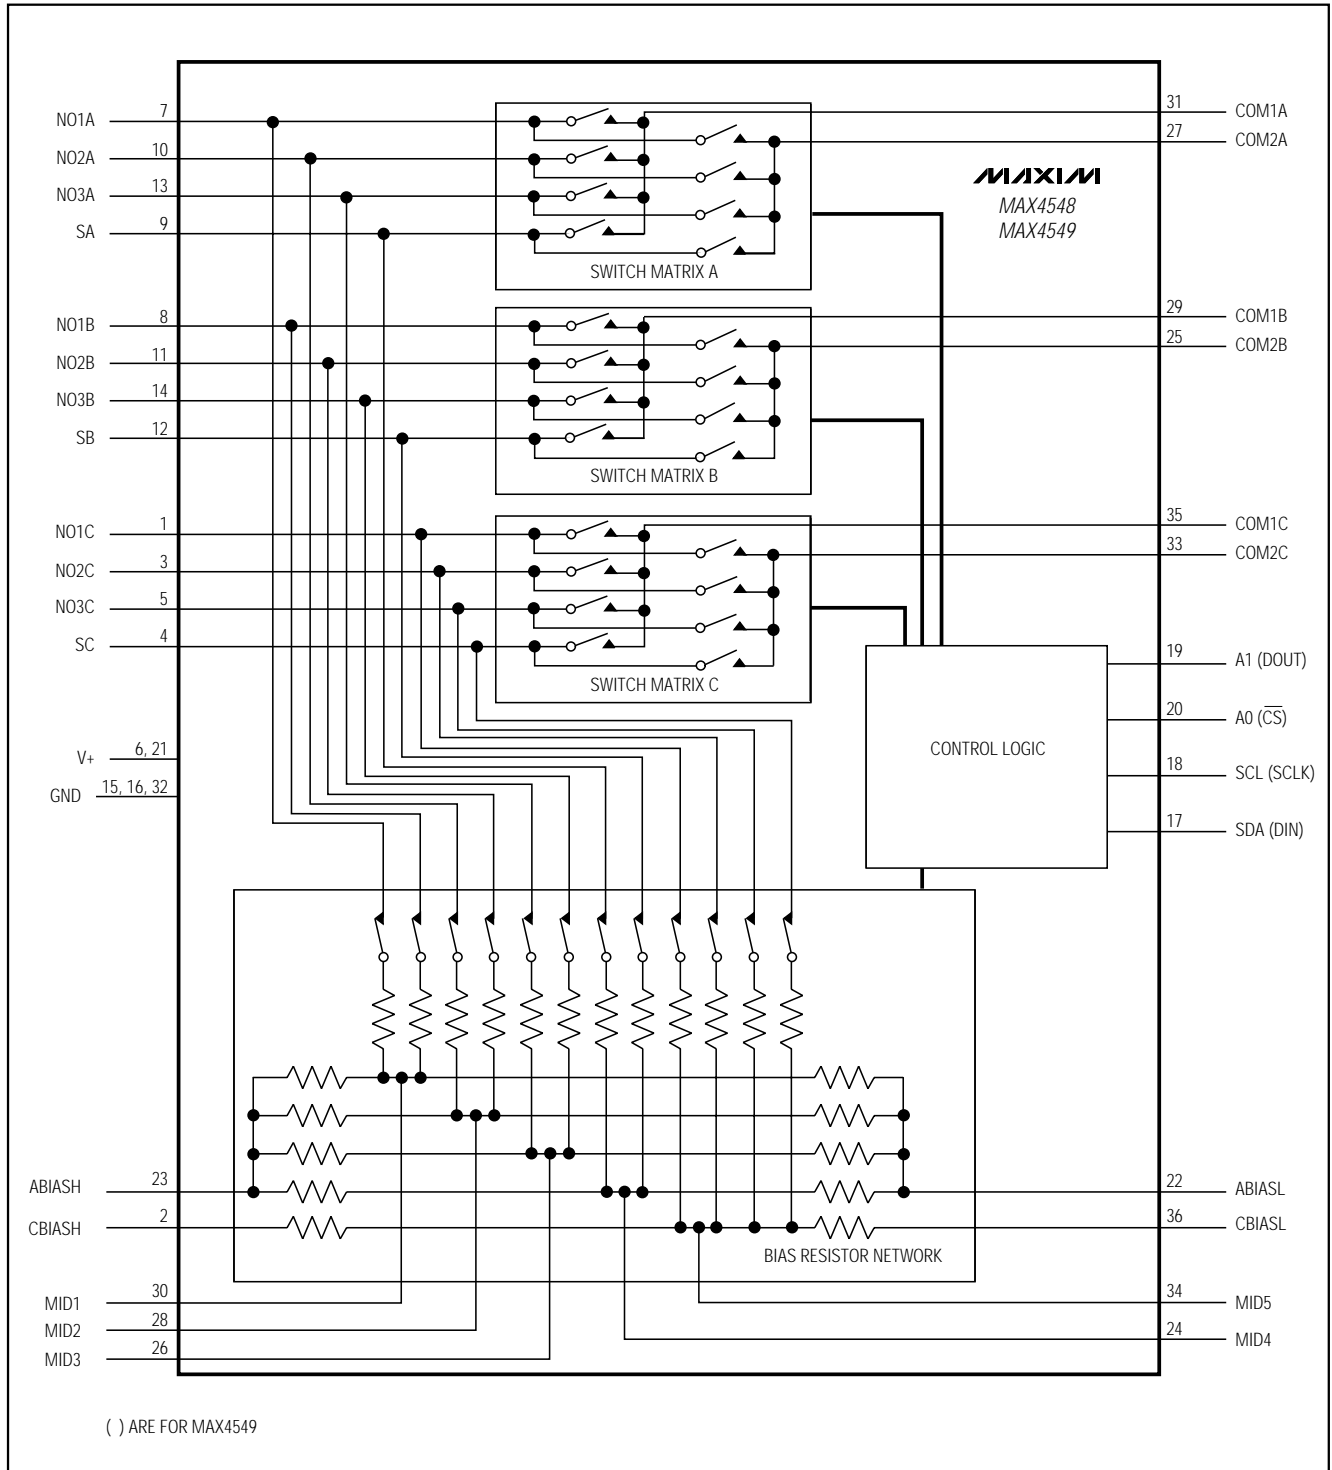 NO1A 7
NO2A 10
NO3A 13
SA 9
SWITCH MATRIX A
31 COM1A
27 COM2A
MAXIM
MAX4548
MAX4549
NO1B 8
NO2B 11
NO3B 14
SB 12
SWITCH MATRIX B
29 COM1B
25 COM2B
NO1C 1
NO2C 3
NO3C 5
SC 4
SWITCH MATRIX C
35 COM1C
33 COM2C
V+ 6, 21
GND 15, 16, 32
CONTROL LOGIC
19 A1 (DOUT)
20 A0 (C̅S̅)
18 SCL (SCLK)
17 SDA (DIN)
ABIASH 23
CBIASH 2
22 ABIASL
36 CBIASL
BIAS RESISTOR NETWORK
MID1 30
MID2 28
MID3 26
34 MID5
24 MID4
( ) ARE FOR MAX4549